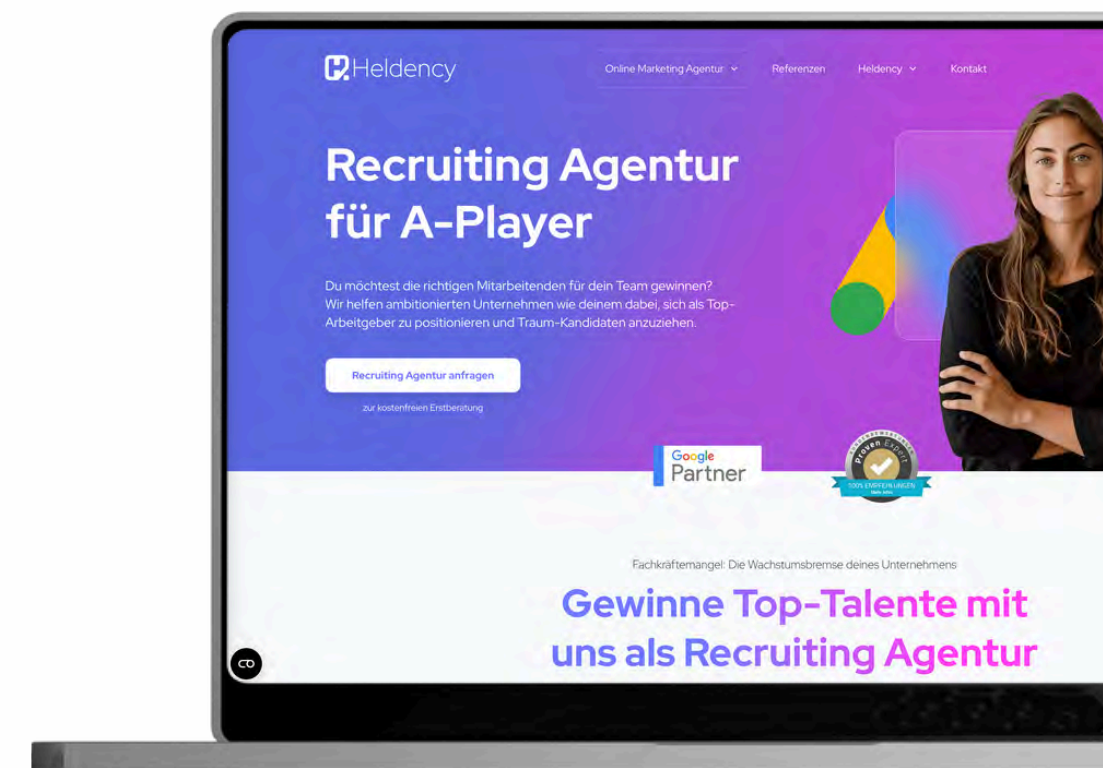 Heldency
Online Marketing Agentur
Referenzen
Heldency
Kontakt
Recruiting Agentur
für A-Player
Du möchtest die richtigen Mitarbeitenden für dein Team gewinnen?
Wir helfen ambitionierten Unternehmen wie deinem dabei, sich als Top-
Arbeitgeber zu positionieren und Traum-Kandidaten anzuziehen.
Recruiting Agentur anfragen
zur kostenfreien Erstberatung
Google
Partner
Proven Expert
100% EMPFEHLUNGEN
Fachkräftemangel: Die Wachstumsbremse deines Unternehmens
Gewinne Top-Talente mit
uns als Recruiting Agentur